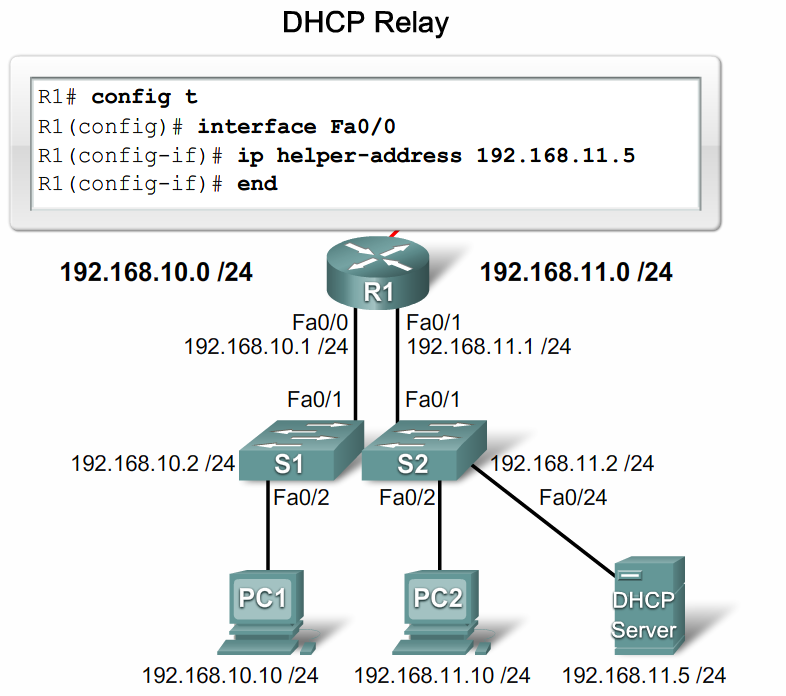 DHCP Relay
R1# config t
R1(config)# interface Fa0/0
R1(config-if)# ip helper-address 192.168.11.5
R1(config-if)# end
192.168.10.0 /24
192.168.11.0 /24
R1
Fa0/0
Fa0/1
192.168.10.1 /24
192.168.11.1 /24
Fa0/1
Fa0/1
192.168.10.2 /24
S1
S2
192.168.11.2 /24
Fa0/2
Fa0/2
Fa0/24
PC1
PC2
DHCP
Server
192.168.10.10 /24
192.168.11.10 /24
192.168.11.5 /24